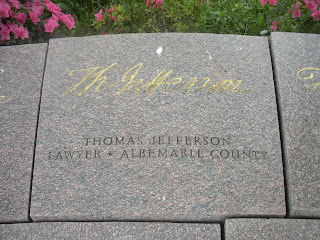 Th Jefferson
THOMAS JEFFERSON
LAWYER ★ ALBEMARLE COUNTY